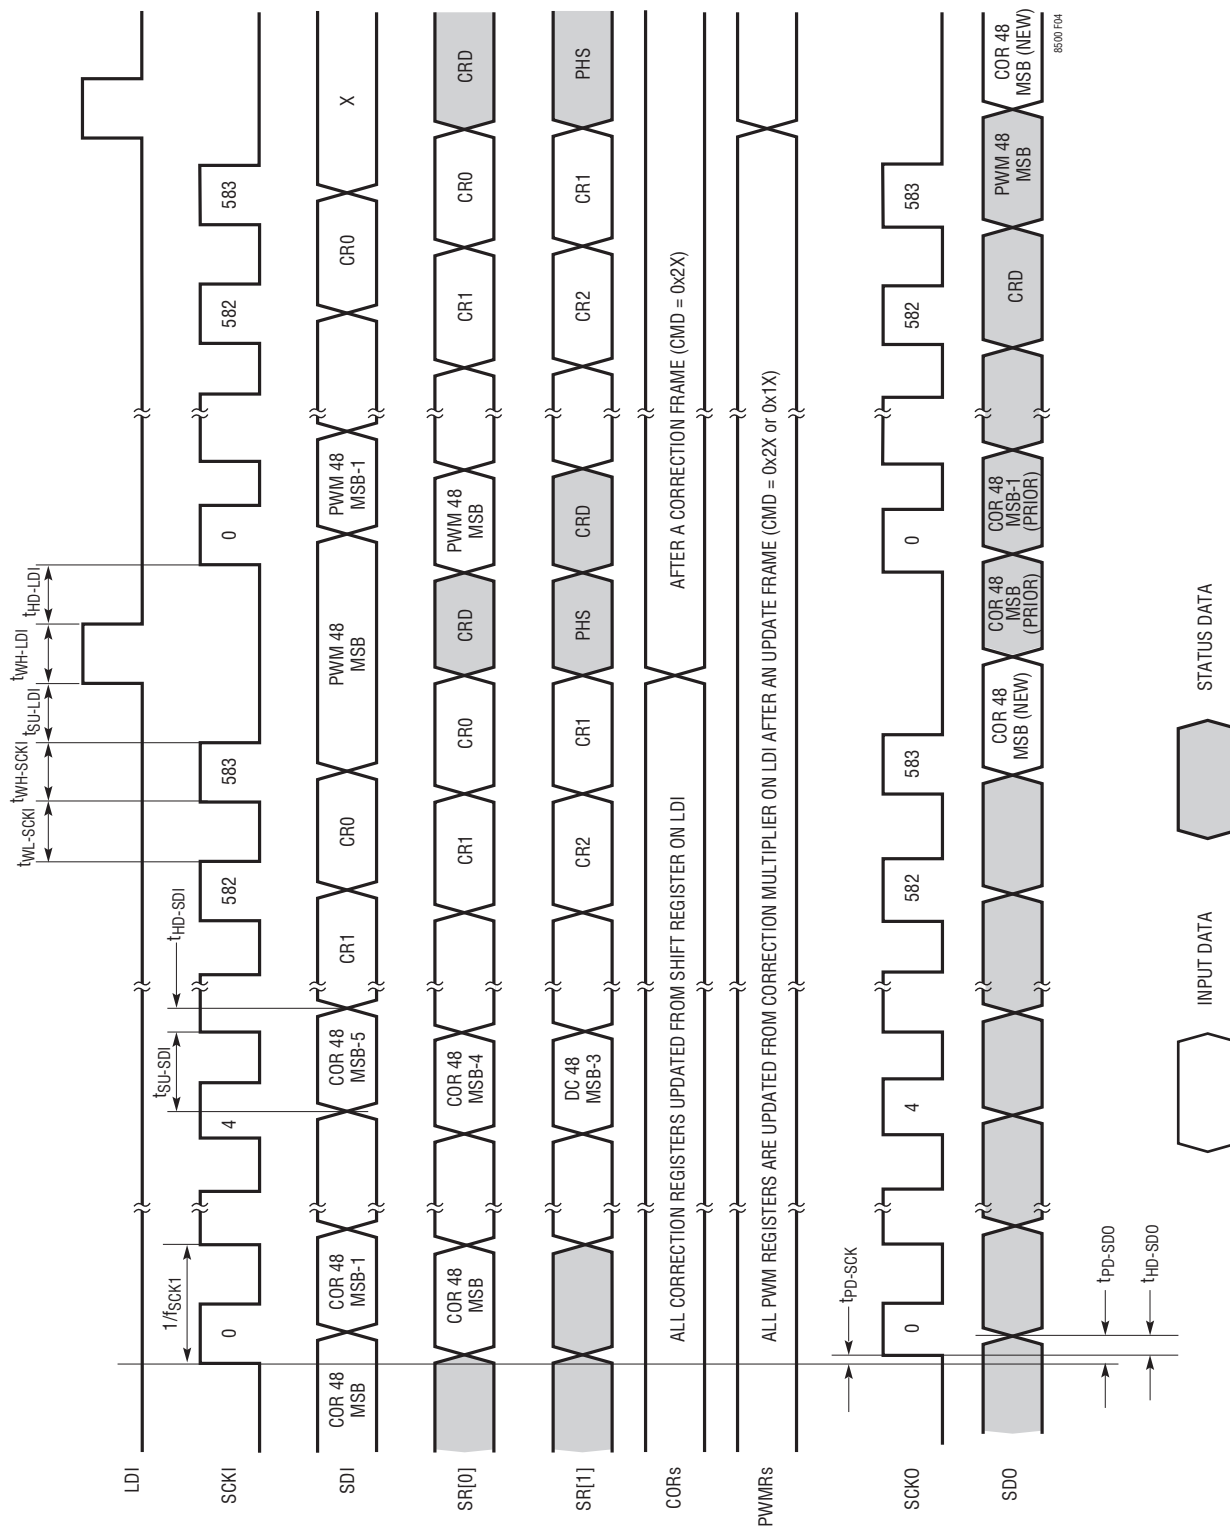 LDI
tWL-SCKI
tWH-SCKI
tSU-LDI
tWH-LDI
tHD-LDI
SCKI
1/fSCK1
tSU-SDI
tHD-SDI
0
4
582
583
0
582
583
SDI
COR 48
MSB
COR 48
MSB-1
COR 48
MSB-5
CR1
CR0
PWM 48
MSB
PWM 48
MSB-1
CR0
X
SR[0]
COR 48
MSB
COR 48
MSB-4
CR1
CR0
CRD
PWM 48
MSB
CR1
CR0
CRD
SR[1]
DC 48
MSB-3
CR2
CR1
PHS
CRD
CR2
CR1
PHS
CORs
ALL CORRECTION REGISTERS UPDATED FROM SHIFT REGISTER ON LDI
AFTER A CORRECTION FRAME (CMD = 0x2X)
PWMRs
ALL PWM REGISTERS ARE UPDATED FROM CORRECTION MULTIPLIER ON LDI AFTER AN UPDATE FRAME (CMD = 0x2X or 0x1X)
tPD-SCK
SCKO
0
4
582
583
0
582
583
SDO
COR 48
MSB (NEW)
COR 48
MSB
(PRIOR)
COR 48
MSB-1
(PRIOR)
CRD
PWM 48
MSB
COR 48
MSB (NEW)
8500 F04
tPD-SDO
tHD-SDO
INPUT DATA
STATUS DATA